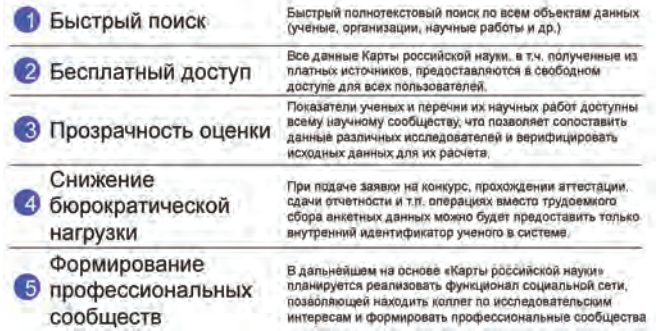 1 Быстрый поиск
Быстрый полнотекстовый поиск по всем объектам данных
(ученые, организации, научные работы и др.)
2 Бесплатный доступ
Все данные Карты российской науки, в т.ч. полученные из
платных источников, предоставляются в свободном
доступе для всех пользователей.
3 Прозрачность оценки
Показатели ученых и перечни их научных работ доступны
всему научному сообществу, что позволяет сопоставить
данные различных исследователей и верифицировать
исходных данных для их расчета.
4 Снижение
бюрократической
нагрузки
При подаче заявки на конкурс, прохождении аттестации,
сдачи отчетности и т.п. операциях вместо трудоемкого
сбора анкетных данных можно будет предоставить только
внутренний идентификатор ученого в системе.
5 Формирование
профессиональных
сообществ
В дальнейшем на основе «Карты российской науки»
планируется реализовать функционал социальной сети,
позволяющей находить коллег по исследовательским
интересам и формировать профессиональные сообщества